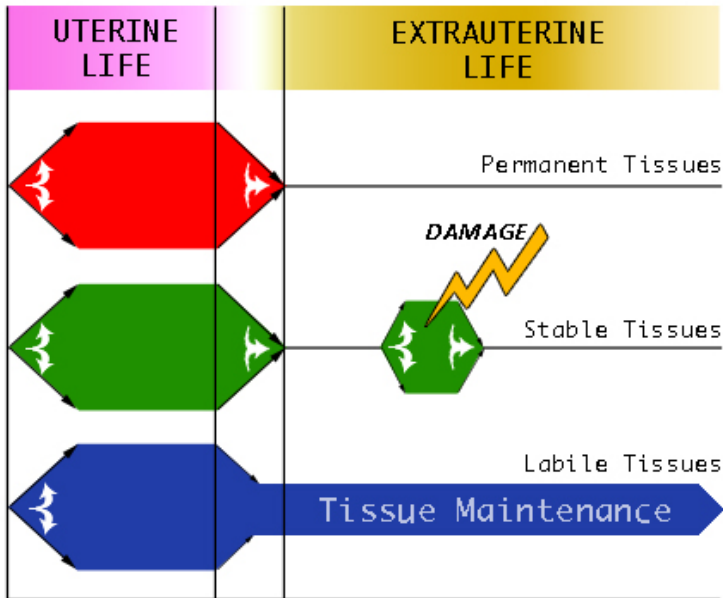 UTERINE
LIFE
EXTRAUTERINE
LIFE
Permanent Tissues
DAMAGE
Stable Tissues
Labile Tissues
Tissue Maintenance